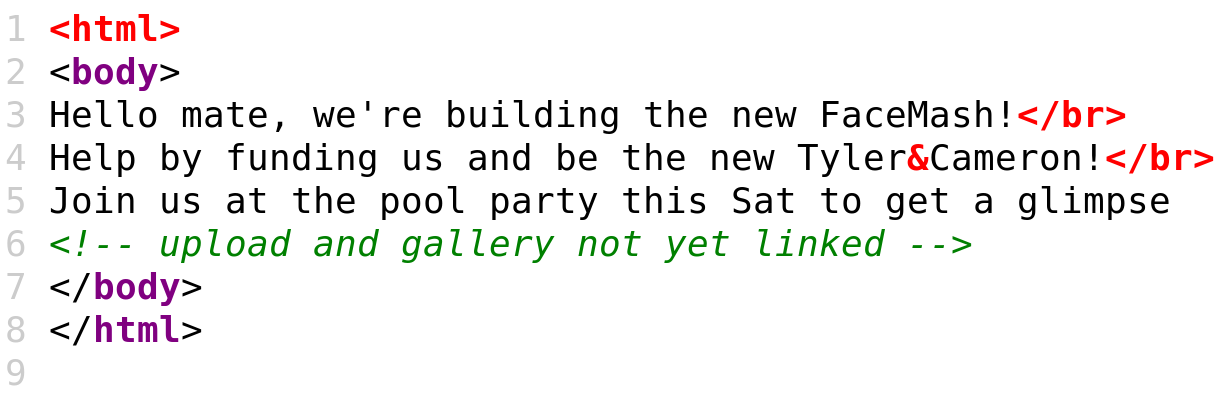 1 <html>
2 <body>
3 Hello mate, we're building the new FaceMash!</br>
4 Help by funding us and be the new Tyler&Cameron!</br>
5 Join us at the pool party this Sat to get a glimpse
6 <!-- upload and gallery not yet linked -->
7 </body>
8 </html>
9